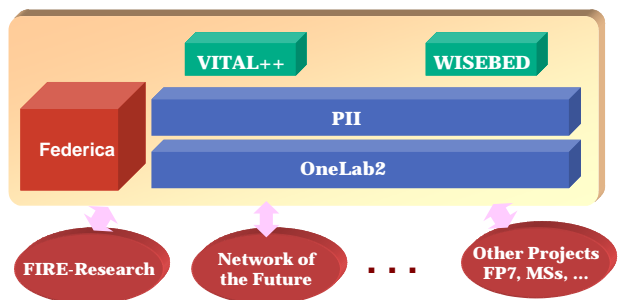 VITAL++
WISEBED
PII
Federica
OneLab2
FIRE-Research
Network of
the Future
. . .
Other Projects
FP7, MSs, ...